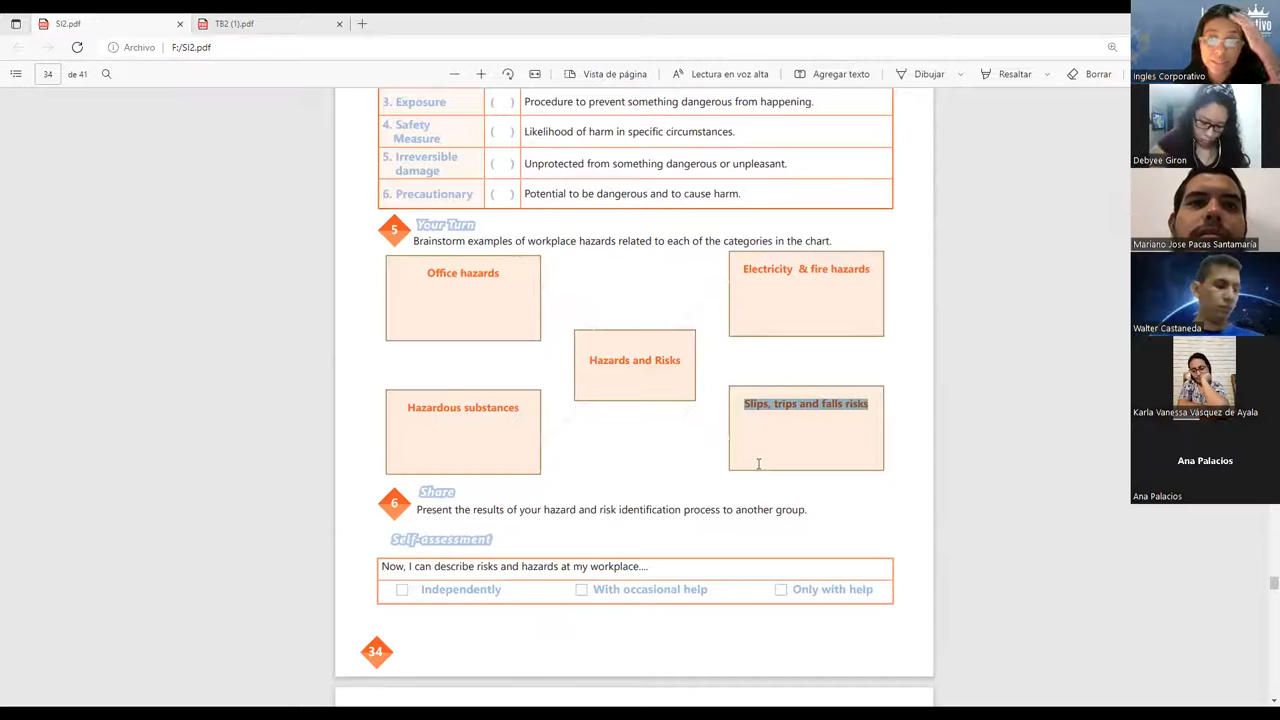 SI2.pdf
TB2 (1).pdf
Archivo
F:/SI2.pdf
34
de 41
Vista de página
Lectura en voz alta
Agregar texto
Dibujar
Resaltar
Borrar
3. Exposure ( ) Procedure to prevent something dangerous from happening.
4. Safety Measure ( ) Likelihood of harm in specific circumstances.
5. Irreversible damage ( ) Unprotected from something dangerous or unpleasant.
6. Precautionary ( ) Potential to be dangerous and to cause harm.
5 Your Turn
Brainstorm examples of workplace hazards related to each of the categories in the chart.
Office hazards
Electricity & fire hazards
Hazards and Risks
Hazardous substances
Slips, trips and falls risks
6 Share
Present the results of your hazard and risk identification process to another group.
Self-assessment
Now, I can describe risks and hazards at my workplace....
Independently
With occasional help
Only with help
34
Ingles Corporativo
Debyee Giron
Mariano Jose Pacas Santamaría
Walter Castaneda
Karla Vanessa Vásquez de Ayala
Ana Palacios
Ana Palacios